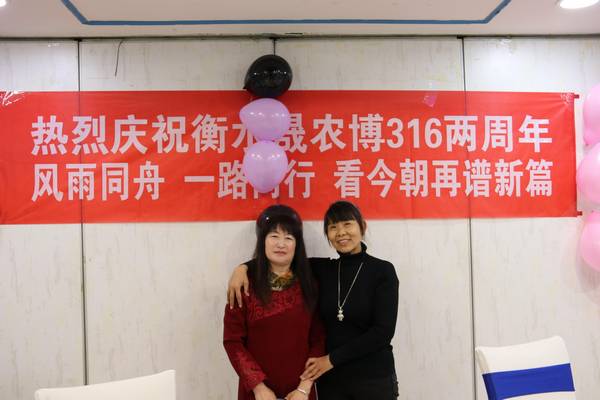 热烈庆祝衡水晟农博316两周年
风雨同舟 一路 行 看今朝再谱新篇